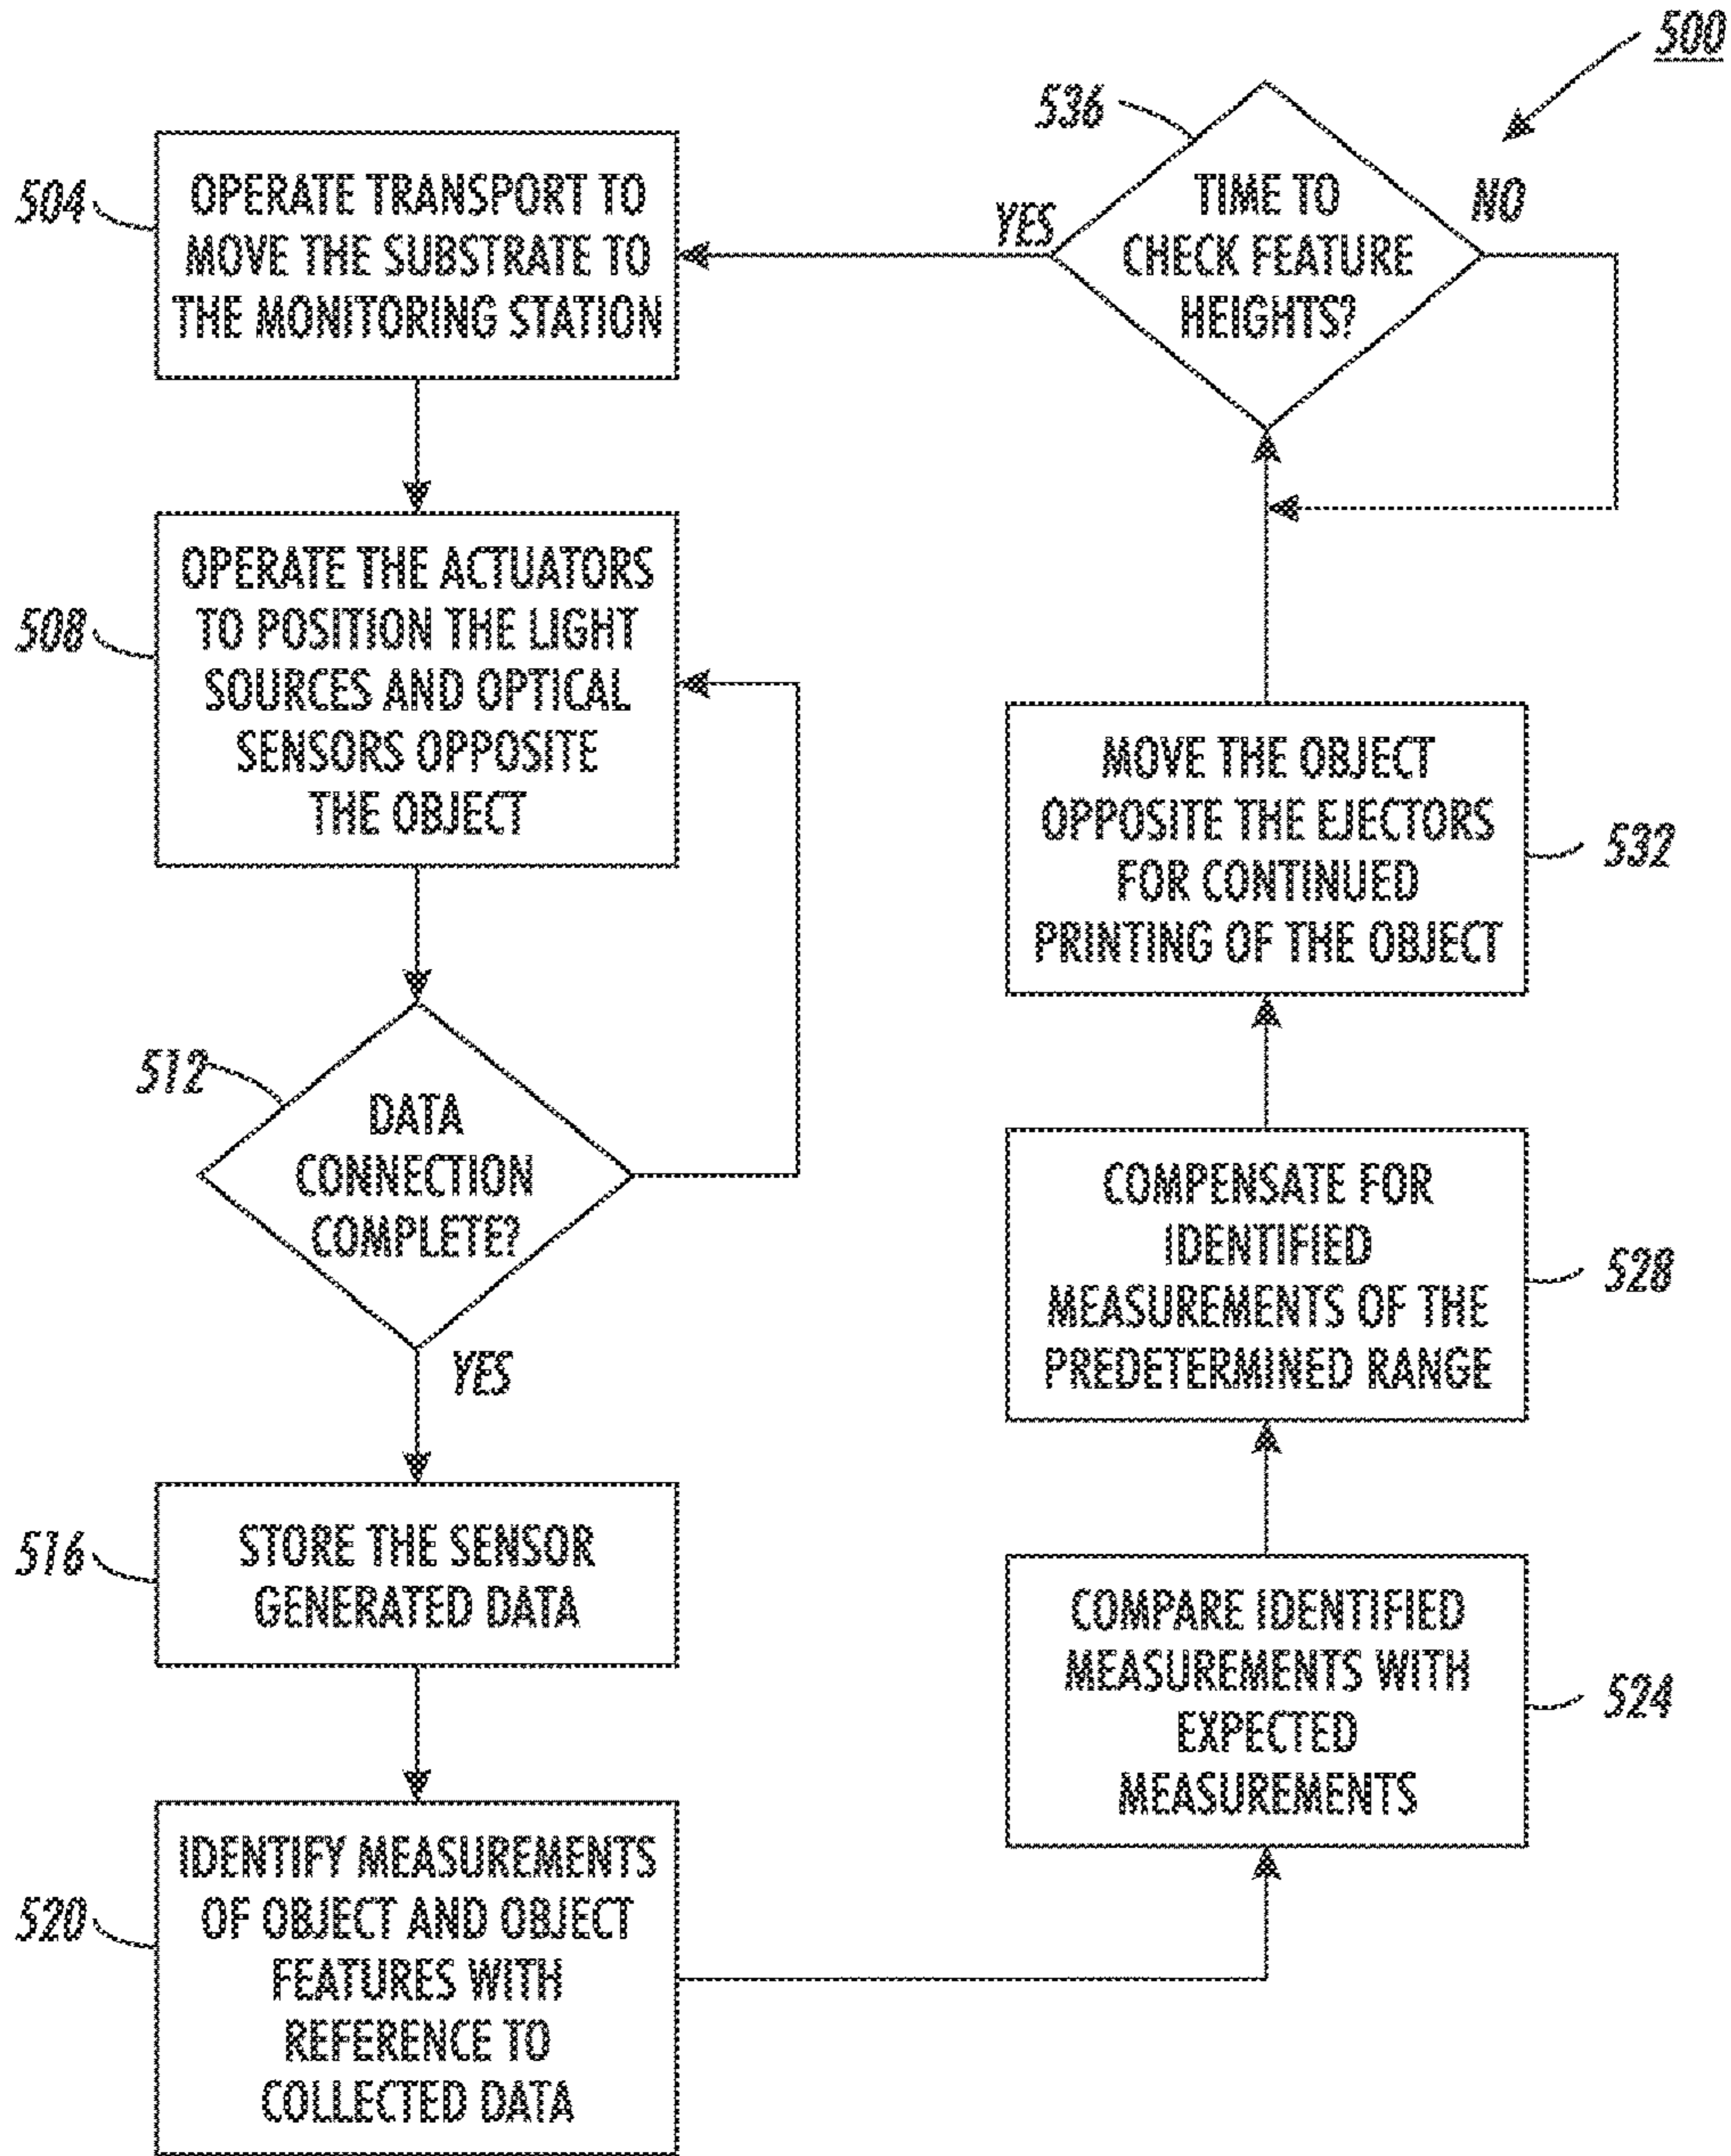 500
504
OPERATE TRANSPORT TO
MOVE THE SUBSTRATE TO
THE MONITORING STATION
508
OPERATE THE ACTUATORS
TO POSITION THE LIGHT
SOURCES AND OPTICAL
SENSORS OPPOSITE
THE OBJECT
512
DATA
CONNECTION
COMPLETE?
YES
516
STORE THE SENSOR
GENERATED DATA
520
IDENTIFY MEASUREMENTS
OF OBJECT AND OBJECT
FEATURES WITH
REFERENCE TO
COLLECTED DATA
COMPARE IDENTIFIED
MEASUREMENTS WITH
EXPECTED
MEASUREMENTS
524
COMPENSATE FOR
IDENTIFIED
MEASUREMENTS OF THE
PREDETERMINED RANGE
528
MOVE THE OBJECT
OPPOSITE THE EJECTORS
FOR CONTINUED
PRINTING OF THE OBJECT
532
536
TIME TO
CHECK FEATURE
HEIGHTS?
YES
NO